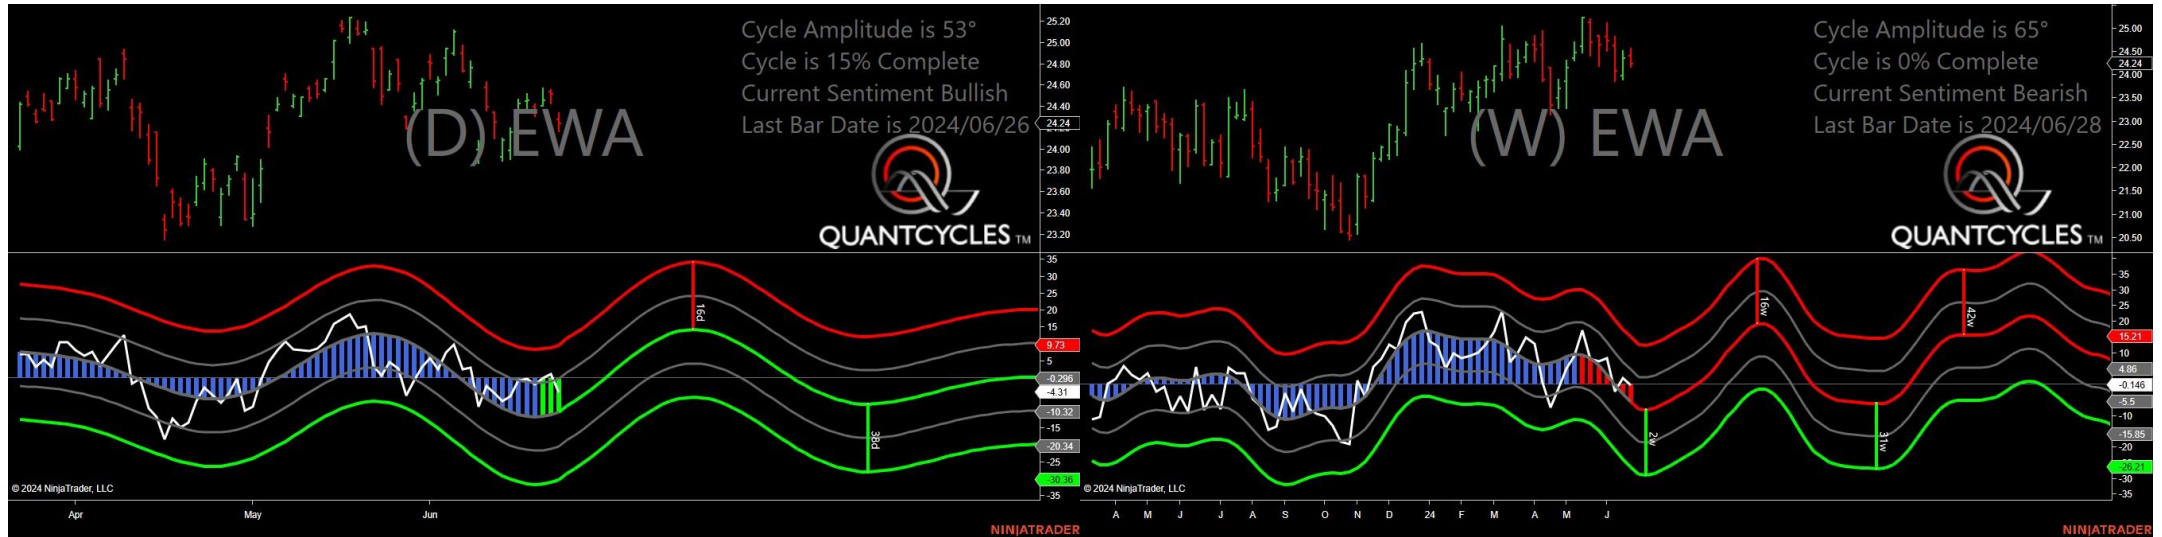 Cycle Amplitude is 53°
Cycle is 15% Complete
Current Sentiment Bullish
Last Bar Date is 2024/06/26
(D) EWA
QUANTCYCLES TM
25.20
25.00
24.80
24.60
24.40
24.24
24.00
23.80
23.60
23.40
23.20
35
30
25
20
15
9.73
5
-0.296
-4.31
-10.32
-15
-20.34
-25
-30.36
-35
16d
38d
© 2024 NinjaTrader, LLC
Apr May Jun
NINJATRADER
Cycle Amplitude is 65°
Cycle is 0% Complete
Current Sentiment Bearish
Last Bar Date is 2024/06/28
(W) EWA
QUANTCYCLES TM
25.00
24.50
24.24
24.00
23.50
23.00
22.50
22.00
21.50
21.00
20.50
35
30
25
20
15.21
10
4.86
-0.146
-5.5
-10
-15.85
-20
-26.21
-30
-35
2w
16w
31w
42w
© 2024 NinjaTrader, LLC
A M J J A S O N D 24 F M A M J
NINJATRADER